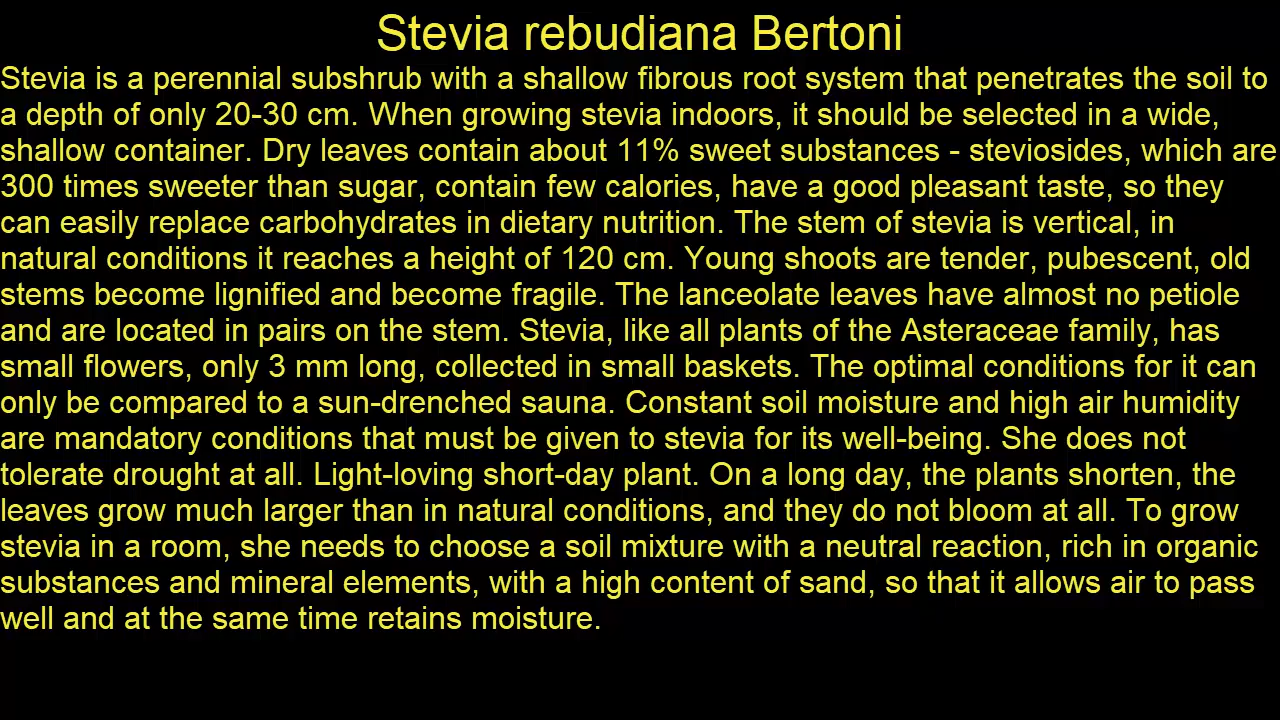 Stevia rebudiana Bertoni
Stevia is a perennial subshrub with a shallow fibrous root system that penetrates the soil to
a depth of only 20-30 cm. When growing stevia indoors, it should be selected in a wide,
shallow container. Dry leaves contain about 11% sweet substances - steviosides, which are
300 times sweeter than sugar, contain few calories, have a good pleasant taste, so they
can easily replace carbohydrates in dietary nutrition. The stem of stevia is vertical, in
natural conditions it reaches a height of 120 cm. Young shoots are tender, pubescent, old
stems become lignified and become fragile. The lanceolate leaves have almost no petiole
and are located in pairs on the stem. Stevia, like all plants of the Asteraceae family, has
small flowers, only 3 mm long, collected in small baskets. The optimal conditions for it can
only be compared to a sun-drenched sauna. Constant soil moisture and high air humidity
are mandatory conditions that must be given to stevia for its well-being. She does not
tolerate drought at all. Light-loving short-day plant. On a long day, the plants shorten, the
leaves grow much larger than in natural conditions, and they do not bloom at all. To grow
stevia in a room, she needs to choose a soil mixture with a neutral reaction, rich in organic
substances and mineral elements, with a high content of sand, so that it allows air to pass
well and at the same time retains moisture.